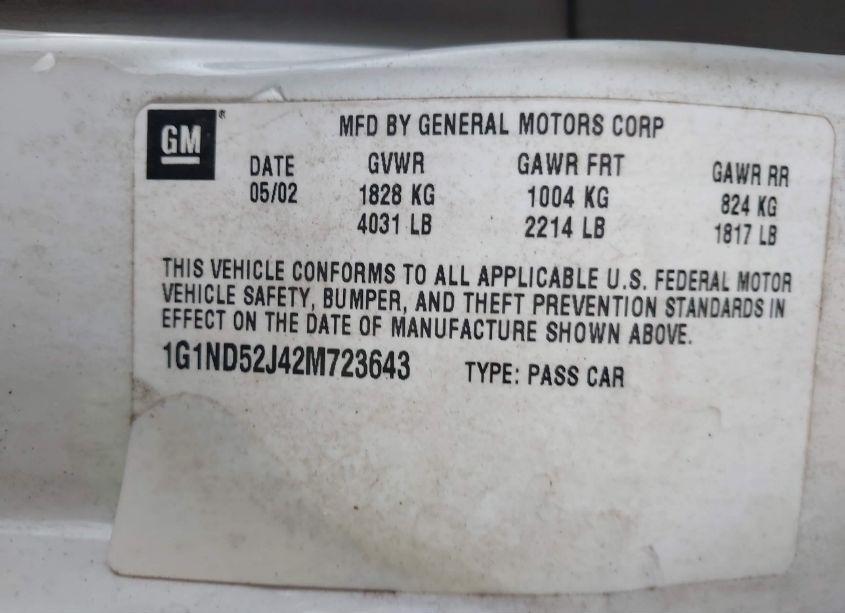 GM®
MFD BY GENERAL MOTORS CORP
DATE GVWR GAWR FRT GAWR RR
05/02 1828 KG 1004 KG 824 KG
4031 LB 2214 LB 1817 LB
THIS VEHICLE CONFORMS TO ALL APPLICABLE U.S. FEDERAL MOTOR
VEHICLE SAFETY, BUMPER, AND THEFT PREVENTION STANDARDS IN
EFFECT ON THE DATE OF MANUFACTURE SHOWN ABOVE.
1G1ND52J42M723643 TYPE: PASS CAR